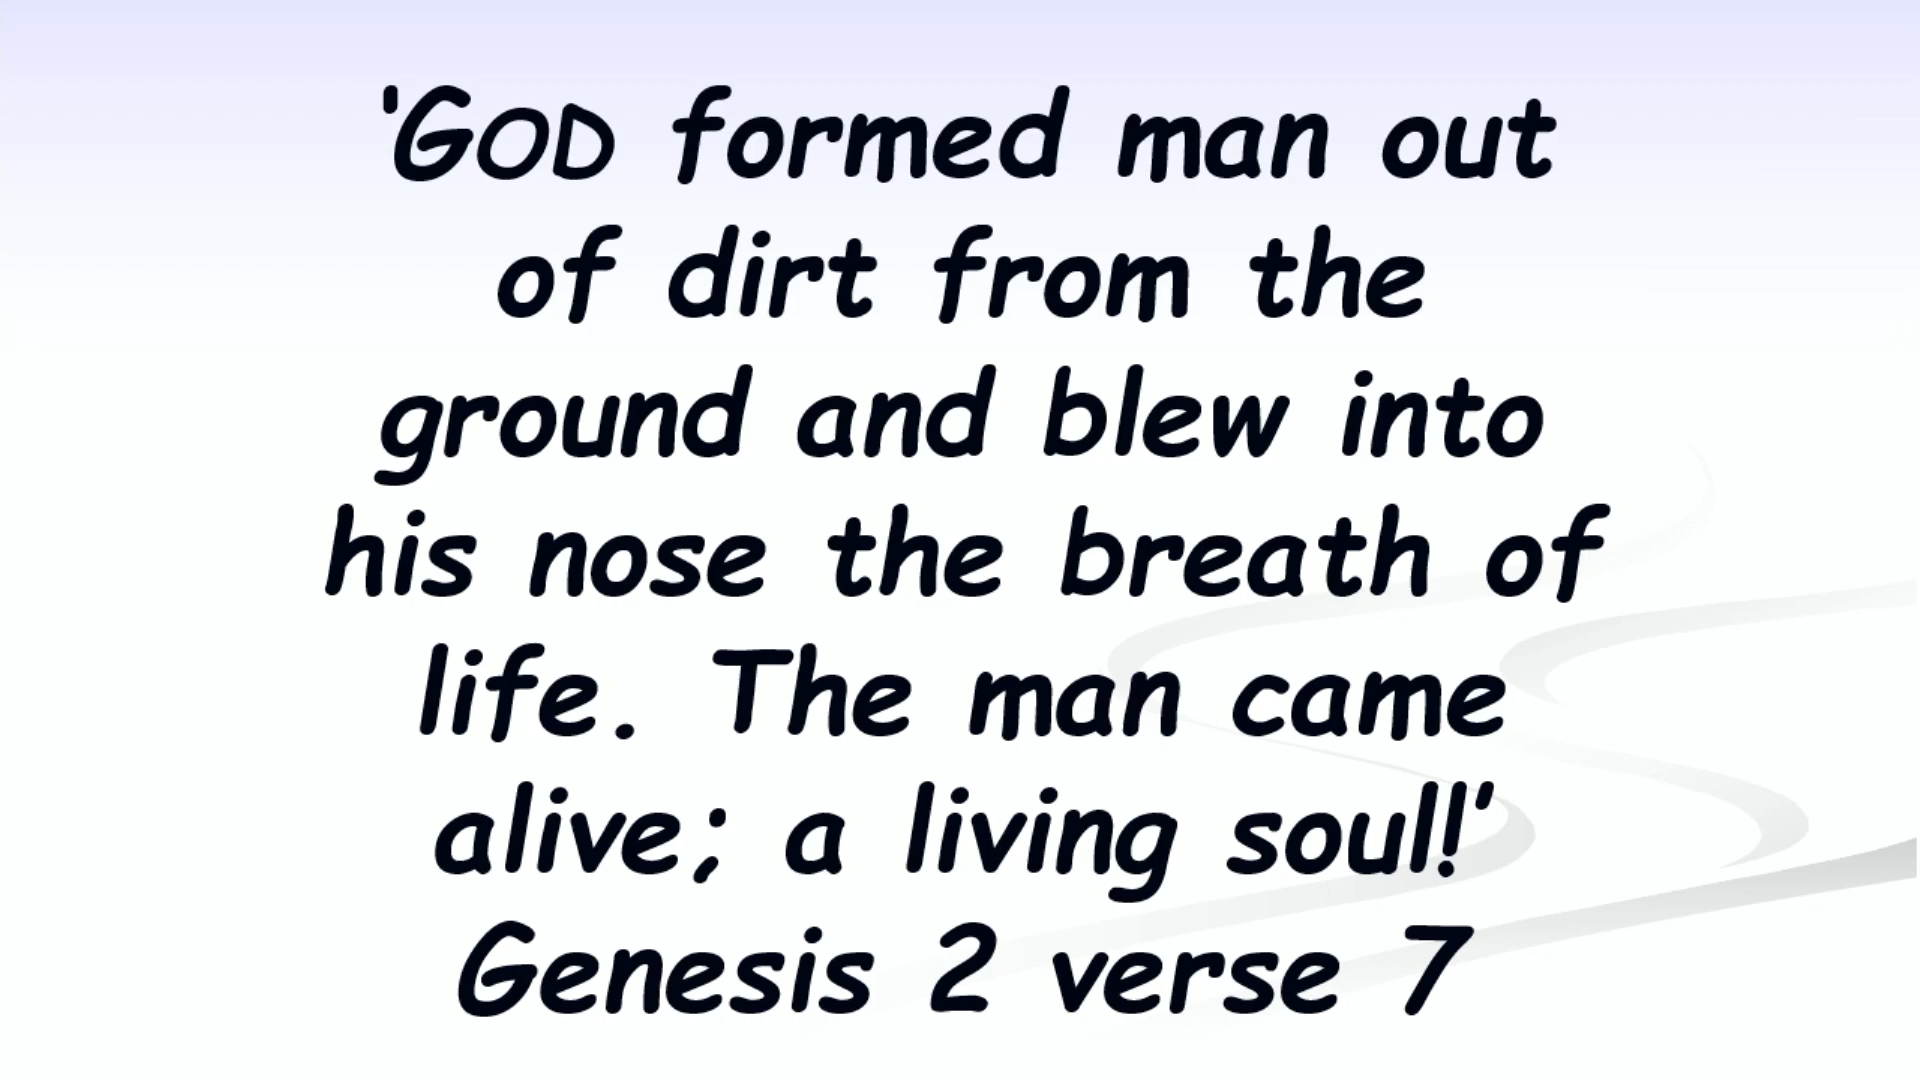 ‘GOD formed man out
of dirt from the
ground and blew into
his nose the breath of
life. The man came
alive; a living soul!’
Genesis 2 verse 7